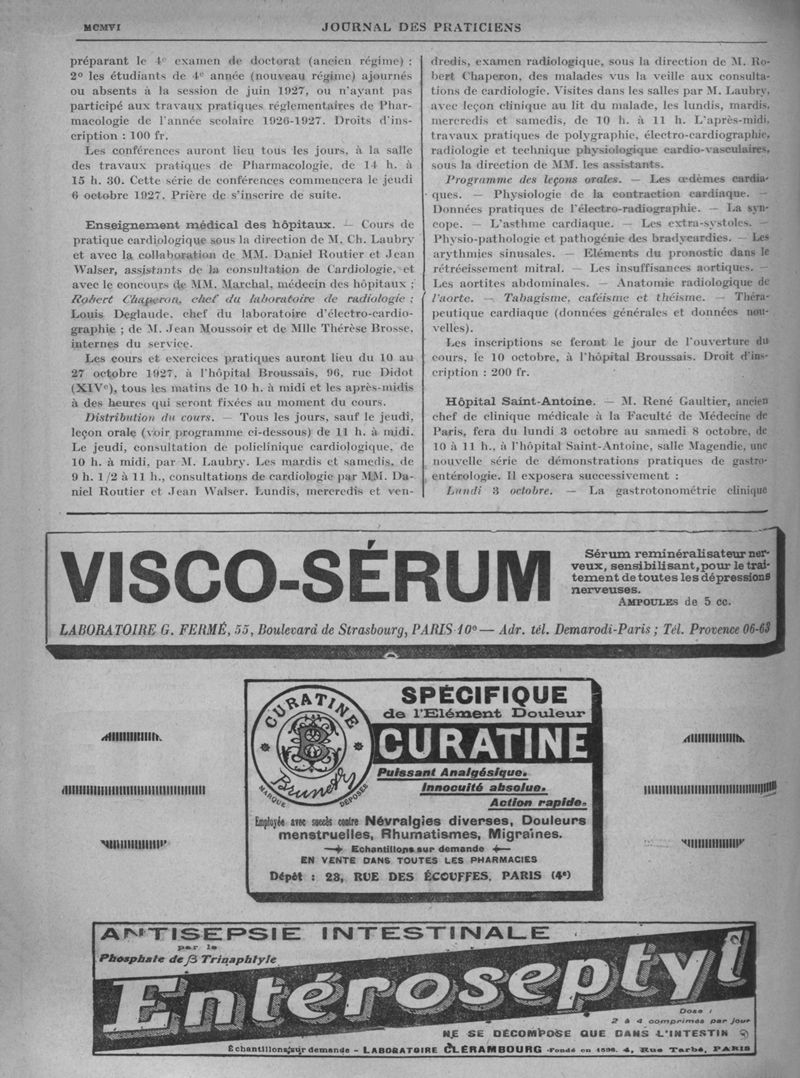 MCMVI
JOURNAL DES PRATICIENS
préparant le 4e examen de doctorat (ancien régime) :
2º les étudiants de 4e année (nouveau régime) ajournés
ou absents à la session de juin 1927, ou n'ayant pas
participé aux travaux pratiques réglementaires de Phar-
macologie de l'année scolaire 1926-1927. Droits d'ins-
cription : 100 fr.
Les conférences auront lieu tous les jours, à la salle
des travaux pratiques de Pharmacologie, de 14 h. à
15 h. 30. Cette série de conférences commencera le jeudi
6 octobre 1927. Prière de s'inscrire de suite.
Enseignement médical des hôpitaux. — Cours de
pratique cardiologique sous la direction de M. Ch. Laubry
et avec la collaboration de MM. Daniel Routier et Jean
Walser, assistants de la consultation de Cardiologie, et
avec le concours de MM. Marchal, médecin des hôpitaux ;
Robert Chaperon, chef du laboratoire de radiologie ;
Louis Deglaude, chef du laboratoire d'électro-cardio-
graphie ; de M. Jean Moussoir et de Mlle Thérèse Brosse,
internes du service.
Les cours et exercices pratiques auront lieu du 10 au
27 octobre 1927, à l'hôpital Broussais, 96, rue Didot
(XIVe), tous les matins de 10 h. à midi et les après-midis
à des heures qui seront fixées au moment du cours.
Distribution du cours. — Tous les jours, sauf le jeudi,
leçon orale (voir programme ci-dessous) de 11 h. à midi.
Le jeudi, consultation de policlinique cardiologique, de
10 h. à midi, par M. Laubry. Les mardis et samedis, de
9 h. 1/2 à 11 h., consultations de cardiologie par MM. Da-
niel Routier et Jean Walser. Lundis, mercredis et ven-
dredis, examen radiologique, sous la direction de M. Ro-
bert Chaperon, des malades vus la veille aux consulta-
tions de cardiologie. Visites dans les salles par M. Laubry,
avec leçon clinique au lit du malade, les lundis, mardis,
mercredis et samedis, de 10 h. à 11 h. L'après-midi,
travaux pratiques de polygraphie, électro-cardiographie,
radiologie et technique physiologique cardio-vasculaires,
sous la direction de MM. les assistants.
Programme des leçons orales. — Les œdèmes cardia-
ques. — Physiologie de la contraction cardiaque. —
Données pratiques de l'électro-radiographie. — La syn-
cope. — L'asthme cardiaque. — Les extra-systoles. —
Physio-pathologie et pathogénie des bradycardies. — Les
arythmies sinusales. — Eléments du pronostic dans le
rétrécissement mitral. — Les insuffisances aortiques. —
Les aortites abdominales. — Anatomie radiologique de
l'aorte. — Tabagisme, caféisme et théisme. — Théra-
peutique cardiaque (données générales et données nou-
velles).
Les inscriptions se feront le jour de l'ouverture du
cours, le 10 octobre, à l'hôpital Broussais. Droit d'ins-
cription : 200 fr.
Hôpital Saint-Antoine. — M. René Gaultier, ancien
chef de clinique médicale à la Faculté de Médecine de
Paris, fera du lundi 3 octobre au samedi 8 octobre, de
10 à 11 h., à l'hôpital Saint-Antoine, salle Magendie, une
nouvelle série de démonstrations pratiques de gastro-
entérologie. Il exposera successivement :
Lundi 3 octobre. — La gastrotonométrie clinique
VISCO-SÉRUM
Sérum reminéralisateur ner-
veux, sensibilisant, pour le trai-
tement de toutes les dépressions
nerveuses.
AMPOULES de 5 cc.
LABORATOIRE G. FERMÉ, 55, Boulevard de Strasbourg, PARIS-10e — Adr. tél. Demarodi-Paris ; Tél. Provence 06-63
CURATINE
B
Brunet
MARQUE DÉPOSÉE
SPÉCIFIQUE
de l'Elément Douleur
CURATINE
Puissant Analgésique.
Innocuité absolue.
Action rapide.
Employée avec succès contre Névralgies diverses, Douleurs
menstruelles, Rhumatismes, Migraines.
Echantillons sur demande
EN VENTE DANS TOUTES LES PHARMACIES
Dépôt : 23, RUE DES ÉCOUFFES, PARIS (4e)
ANTISEPSIE INTESTINALE
par le
Phosphate de β Trinaphtyle
Entéroseptyl
Dose :
2 à 4 comprimés par jour
NE SE DÉCOMPOSE QUE DANS L'INTESTIN
Echantillons sur demande - LABORATOIRE CLÉRAMBOURG -Fondé en 1898. 4, Rue Tarbé, PARIS